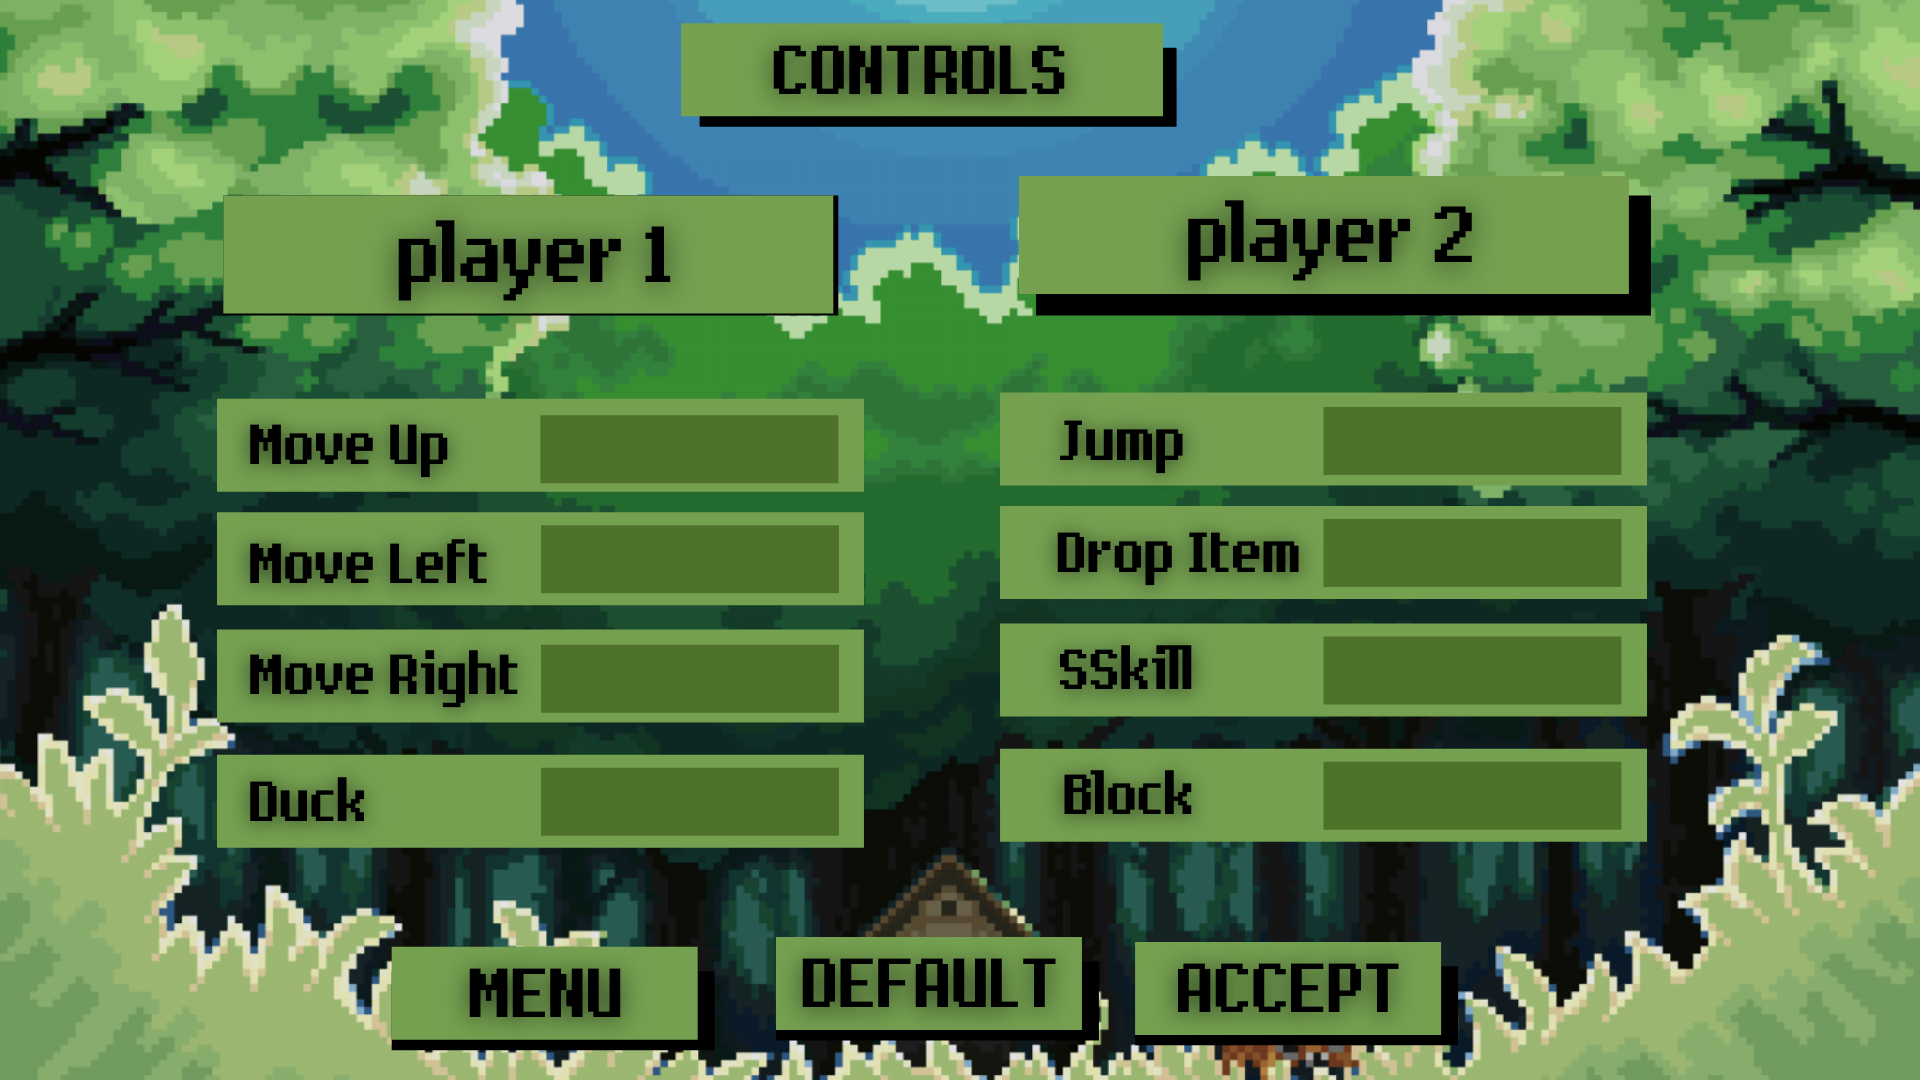 CONTROLS
player 1
player 2
Move Up
Jump
Move Left
Drop Item
Move Right
SSkill
Duck
Block
MENU
DEFAULT
ACCEPT